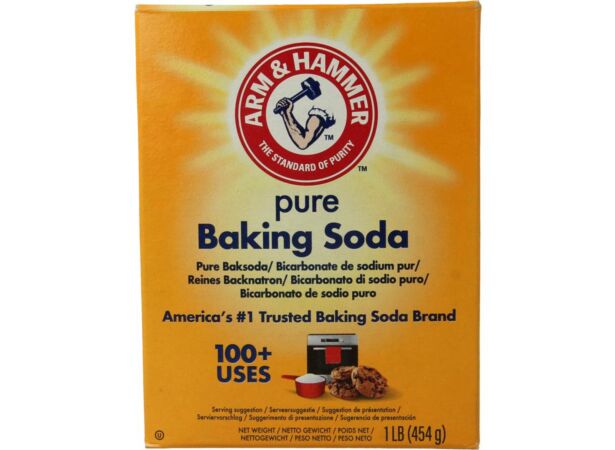 ARM & HAMMER
TM
THE STANDARD OF PURITY
TM
pure
Baking Soda
Pure Baksoda/ Bicarbonate de sodium pur/
Reines Backnatron/ Bicarbonato di sodio puro/
Bicarbonato de sodio puro
America's #1 Trusted Baking Soda Brand
100+
USES
Serving suggestion / Serveersuggestie / Suggestion de présentation /
Serviervorschlag / Suggerimento di presentazione / Sugerencia de presentación
U
NET WEIGHT / NETTO GEWICHT / POIDS NET /
NETTOGEWICHT / PESO NETTO / PESO NETO
1 LB (454 g)